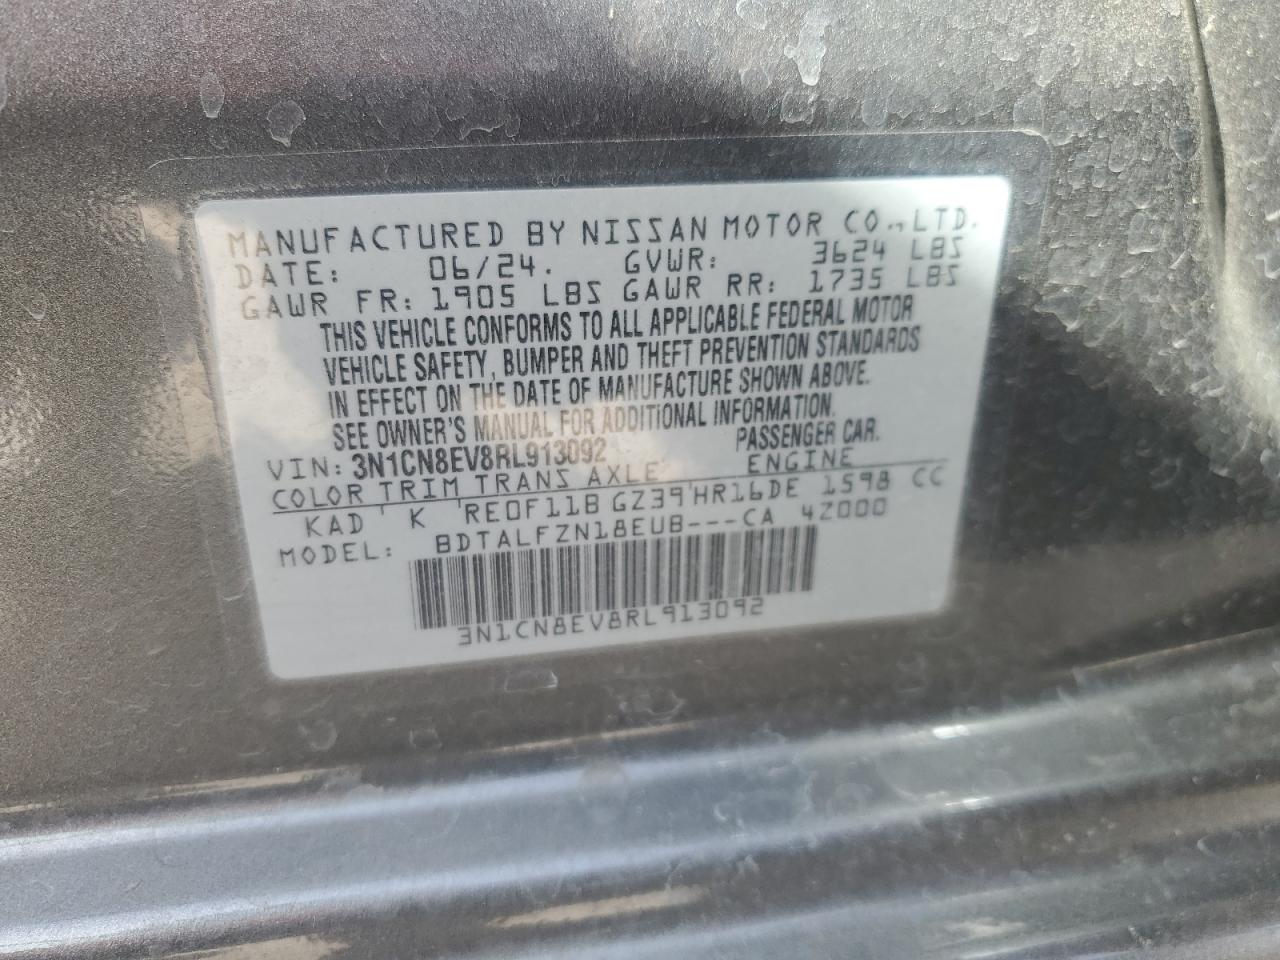 MANUFACTURED BY NISSAN MOTOR CO.,LTD.
DATE: 06/24. GVWR: 3624 LBS
GAWR FR: 1905 LBS GAWR RR: 1735 LBS
THIS VEHICLE CONFORMS TO ALL APPLICABLE FEDERAL MOTOR
VEHICLE SAFETY, BUMPER AND THEFT PREVENTION STANDARDS
IN EFFECT ON THE DATE OF MANUFACTURE SHOWN ABOVE.
SEE OWNER'S MANUAL FOR ADDITIONAL INFORMATION.
VIN: 3N1CN8EV8RL913092 PASSENGER CAR.
COLOR TRIM TRANS AXLE ENGINE
KAD K RE0F11B GZ39 HR16DE 1598 CC
MODEL: BDTALFZN18EUB---CA 4Z000
3N1CN8EV8RL913092